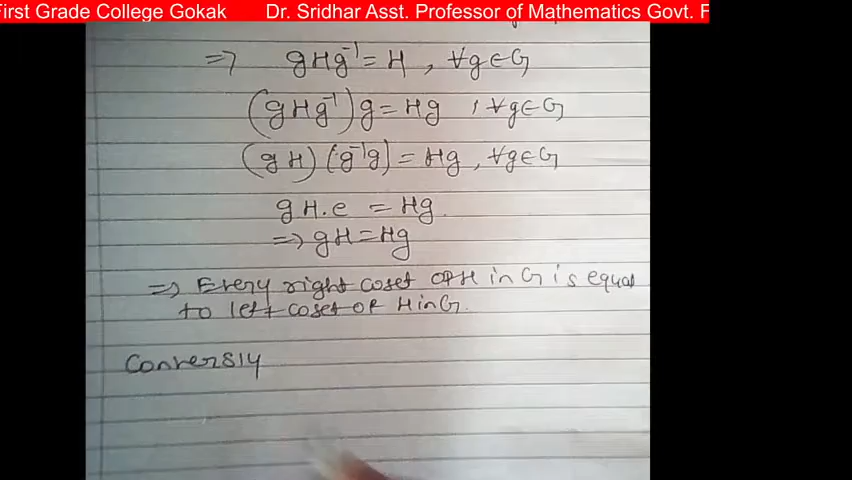 First Grade College Gokak Dr. Sridhar Asst. Professor of Mathematics Govt. F
⇒ gHg⁻¹ = H , ∀g∈G
(gHg⁻¹)g = Hg , ∀g∈G
(gH)(g⁻¹g) = Hg, ∀g∈G
gH.e = Hg.
⇒ gH = Hg
⇒ Every right coset of H in G is equal
to left coset of H in G.
Conversly